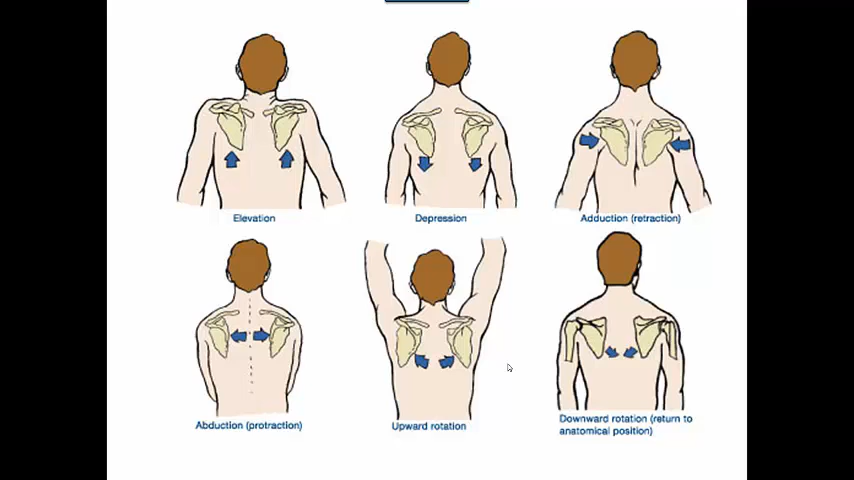 Elevation
Depression
Adduction (retraction)
Abduction (protraction)
Upward rotation
Downward rotation (return to
anatomical position)